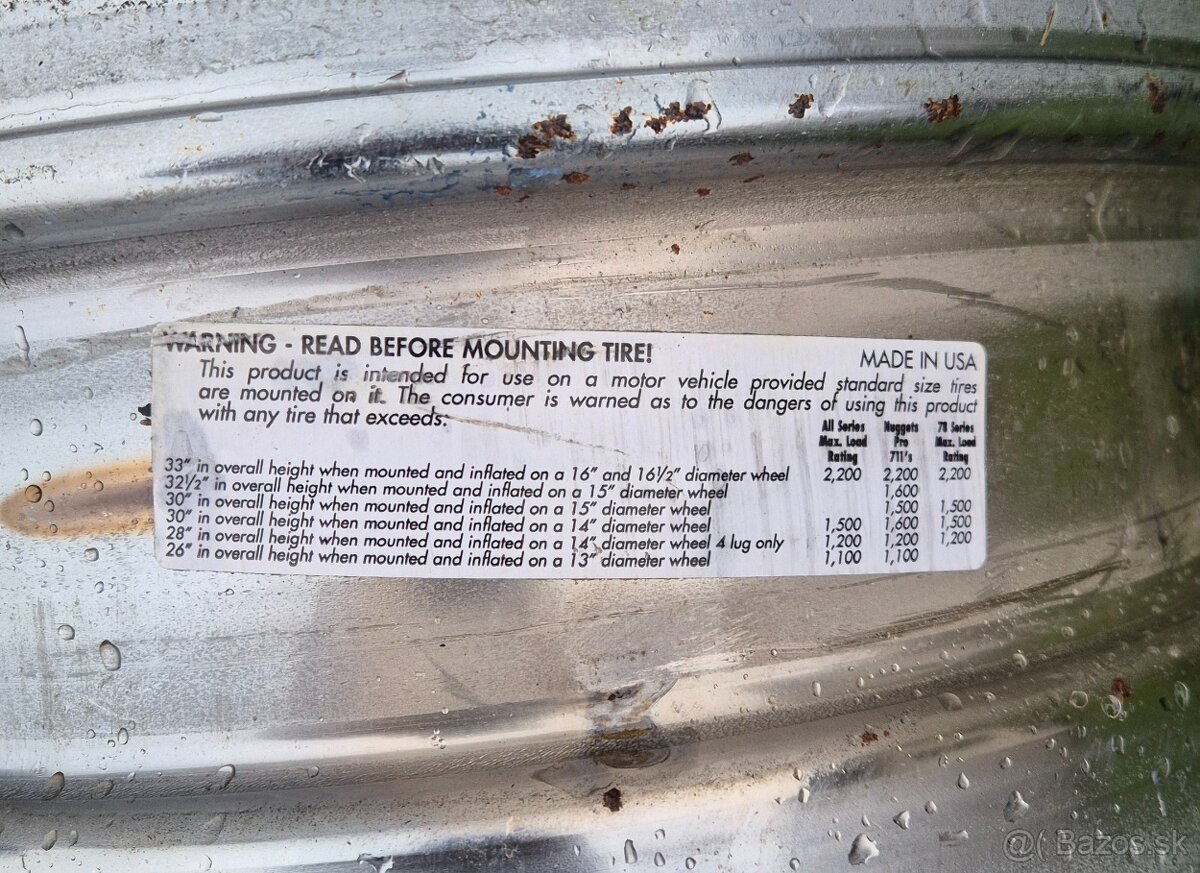 WARNING - READ BEFORE MOUNTING TIRE!
MADE IN USA
This product is intended for use on a motor vehicle provided standard size tires
are mounted on it. The consumer is warned as to the dangers of using this product
with any tire that exceeds:
All Series Nuggets 78 Series
Max. Load Pro Max. Load
Rating 711's Rating
33" in overall height when mounted and inflated on a 16" and 16½" diameter wheel 2,200 2,200 2,200
32½" in overall height when mounted and inflated on a 15" diameter wheel 1,600
30" in overall height when mounted and inflated on a 15" diameter wheel 1,500 1,500
30" in overall height when mounted and inflated on a 14" diameter wheel 1,500 1,600 1,500
28" in overall height when mounted and inflated on a 14" diameter wheel 4 lug only 1,200 1,200 1,200
26" in overall height when mounted and inflated on a 13" diameter wheel 1,100 1,100
@( Bazos.sk